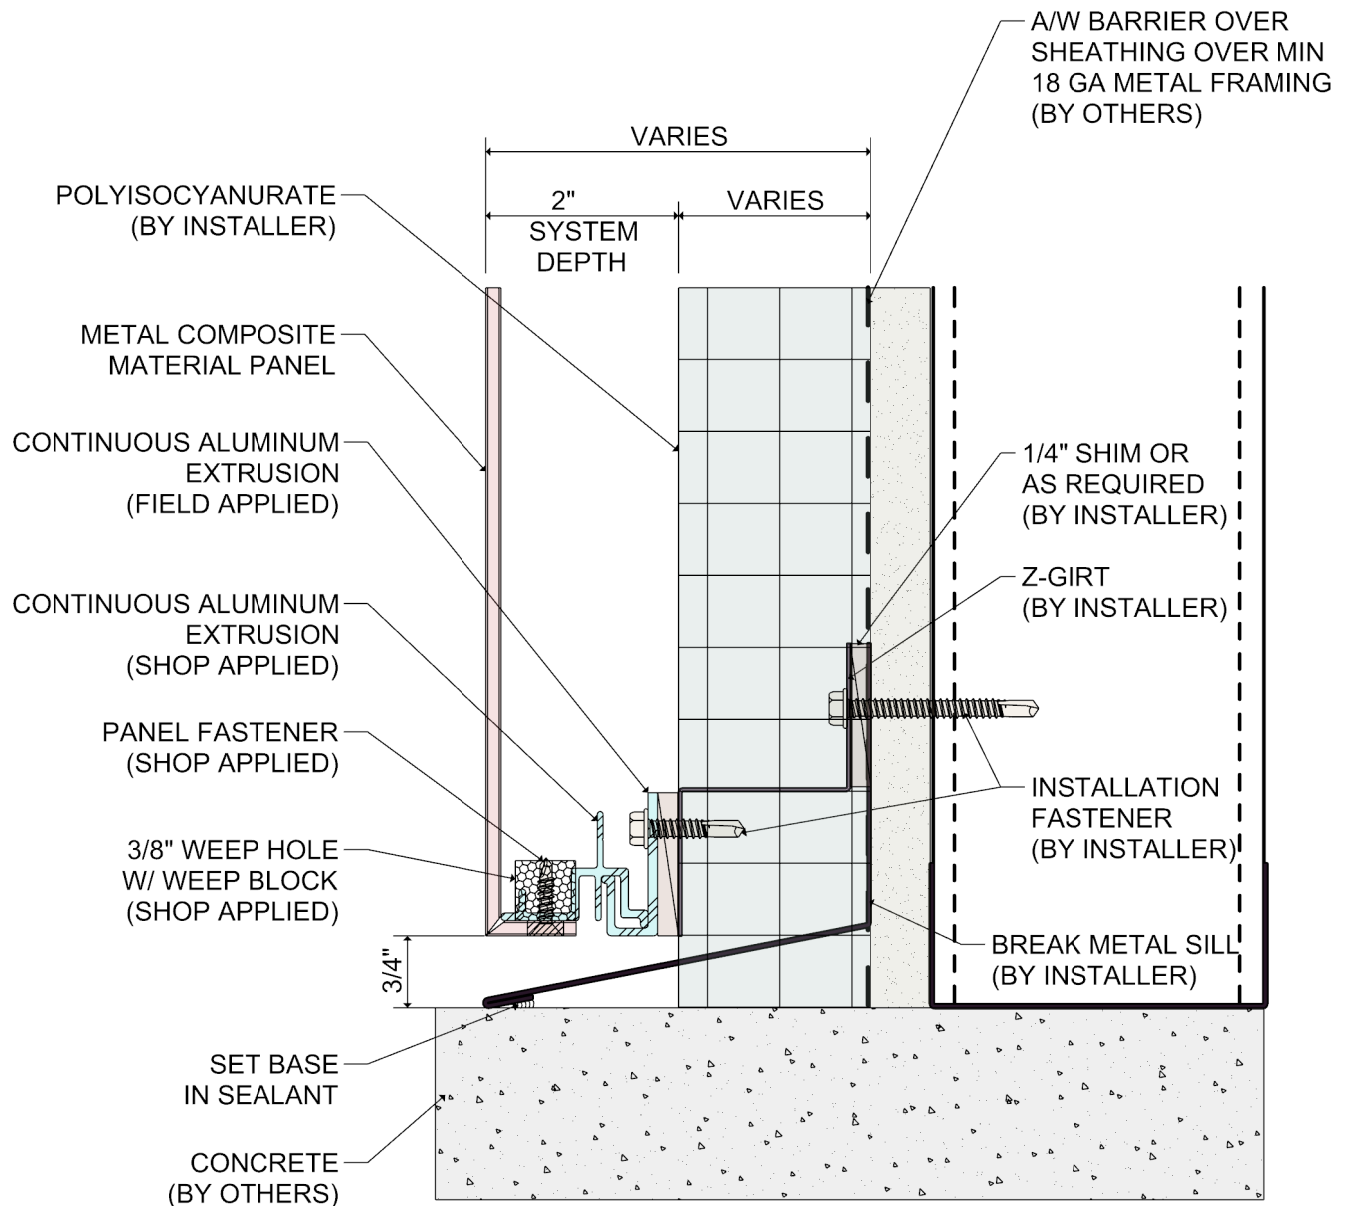 A/W BARRIER OVER
SHEATHING OVER MIN
18 GA METAL FRAMING
(BY OTHERS)
VARIES
2"
SYSTEM
DEPTH
VARIES
POLYISOCYANURATE
(BY INSTALLER)
METAL COMPOSITE
MATERIAL PANEL
CONTINUOUS ALUMINUM
EXTRUSION
(FIELD APPLIED)
CONTINUOUS ALUMINUM
EXTRUSION
(SHOP APPLIED)
PANEL FASTENER
(SHOP APPLIED)
3/8" WEEP HOLE
W/ WEEP BLOCK
(SHOP APPLIED)
3/4"
SET BASE
IN SEALANT
CONCRETE
(BY OTHERS)
1/4" SHIM OR
AS REQUIRED
(BY INSTALLER)
Z-GIRT
(BY INSTALLER)
INSTALLATION
FASTENER
(BY INSTALLER)
BREAK METAL SILL
(BY INSTALLER)